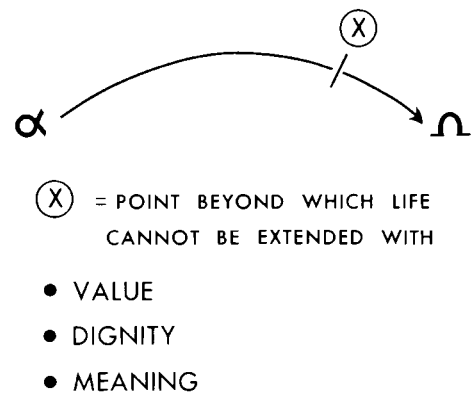 Ⓧ
α Ω
Ⓧ = POINT BEYOND WHICH LIFE
CANNOT BE EXTENDED WITH
• VALUE
• DIGNITY
• MEANING